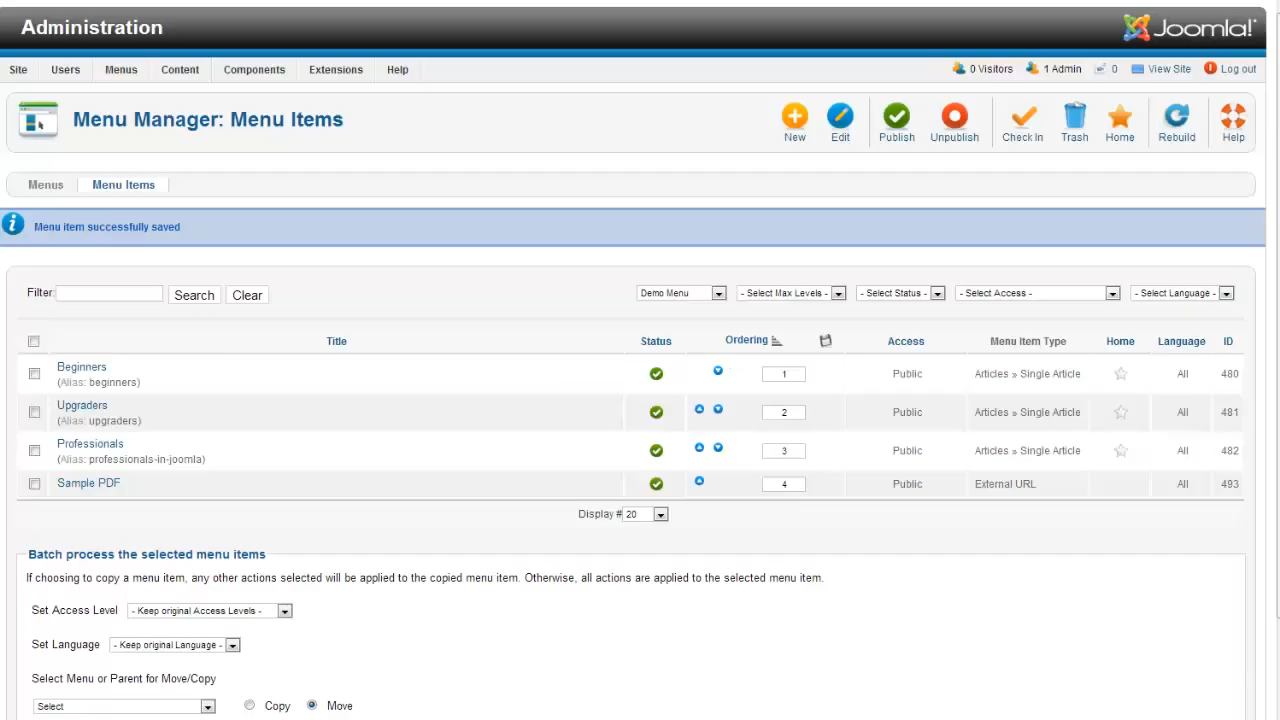 Administration
Joomla!
Site Users Menus Content Components Extensions Help 0 Visitors 1 Admin 0 View Site Log out
Menu Manager: Menu Items
New Edit Publish Unpublish Check In Trash Home Rebuild Help
Menus Menu Items
Menu item successfully saved
Filter: Search Clear Demo Menu - Select Max Levels - - Select Status - - Select Access - - Select Language -
Title Status Ordering Access Menu Item Type Home Language ID
Beginners
(Alias: beginners) 1 Public Articles » Single Article All 480
Upgraders
(Alias: upgraders) 2 Public Articles » Single Article All 481
Professionals
(Alias: professionals-in-joomla) 3 Public Articles » Single Article All 482
Sample PDF 4 Public External URL All 493
Display # 20
Batch process the selected menu items
If choosing to copy a menu item, any other actions selected will be applied to the copied menu item. Otherwise, all actions are applied to the selected menu item.
Set Access Level - Keep original Access Levels -
Set Language - Keep original Language -
Select Menu or Parent for Move/Copy
Select Copy Move